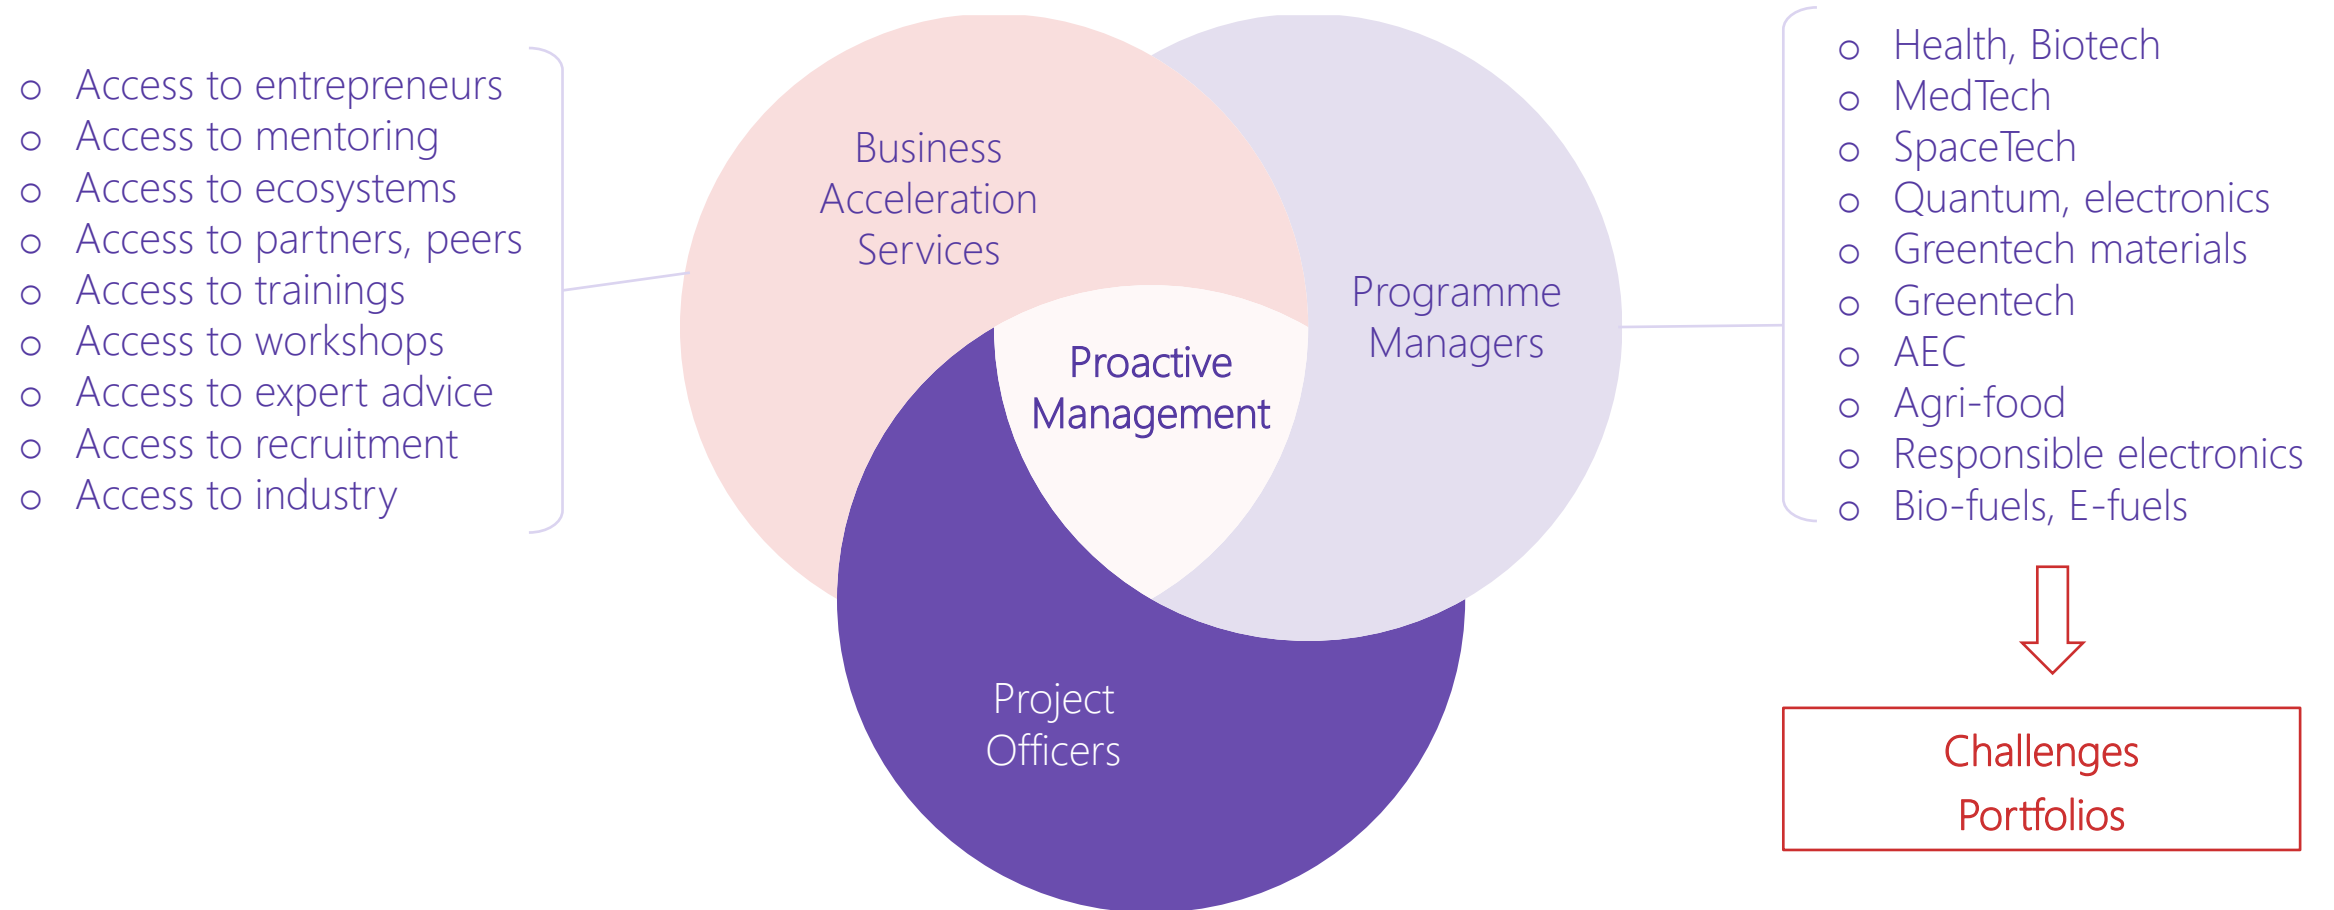 o Access to entrepreneurs
o Access to mentoring
o Access to ecosystems
o Access to partners, peers
o Access to trainings
o Access to workshops
o Access to expert advice
o Access to recruitment
o Access to industry
Business
Acceleration
Services
Programme
Managers
Proactive
Management
Project
Officers
o Health, Biotech
o MedTech
o SpaceTech
o Quantum, electronics
o Greentech materials
o Greentech
o AEC
o Agri-food
o Responsible electronics
o Bio-fuels, E-fuels
Challenges
Portfolios